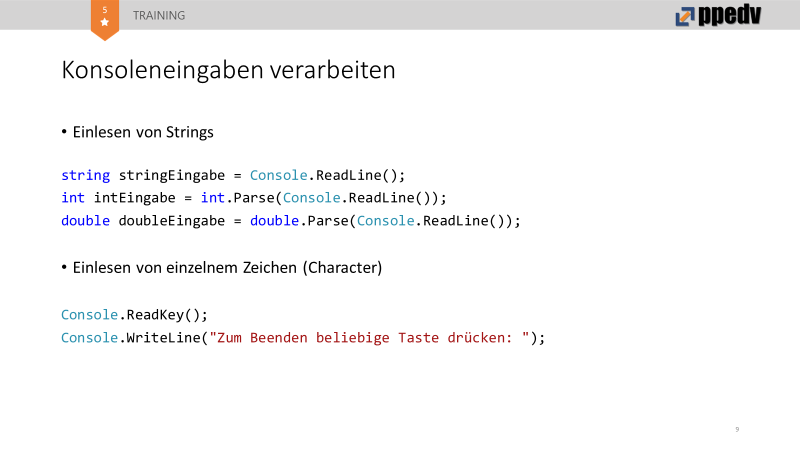 5
TRAINING
ppedv
Konsoleneingaben verarbeiten
• Einlesen von Strings
string stringEingabe = Console.ReadLine();
int intEingabe = int.Parse(Console.ReadLine());
double doubleEingabe = double.Parse(Console.ReadLine());
• Einlesen von einzelnem Zeichen (Character)
Console.ReadKey();
Console.WriteLine("Zum Beenden beliebige Taste drücken: ");
9